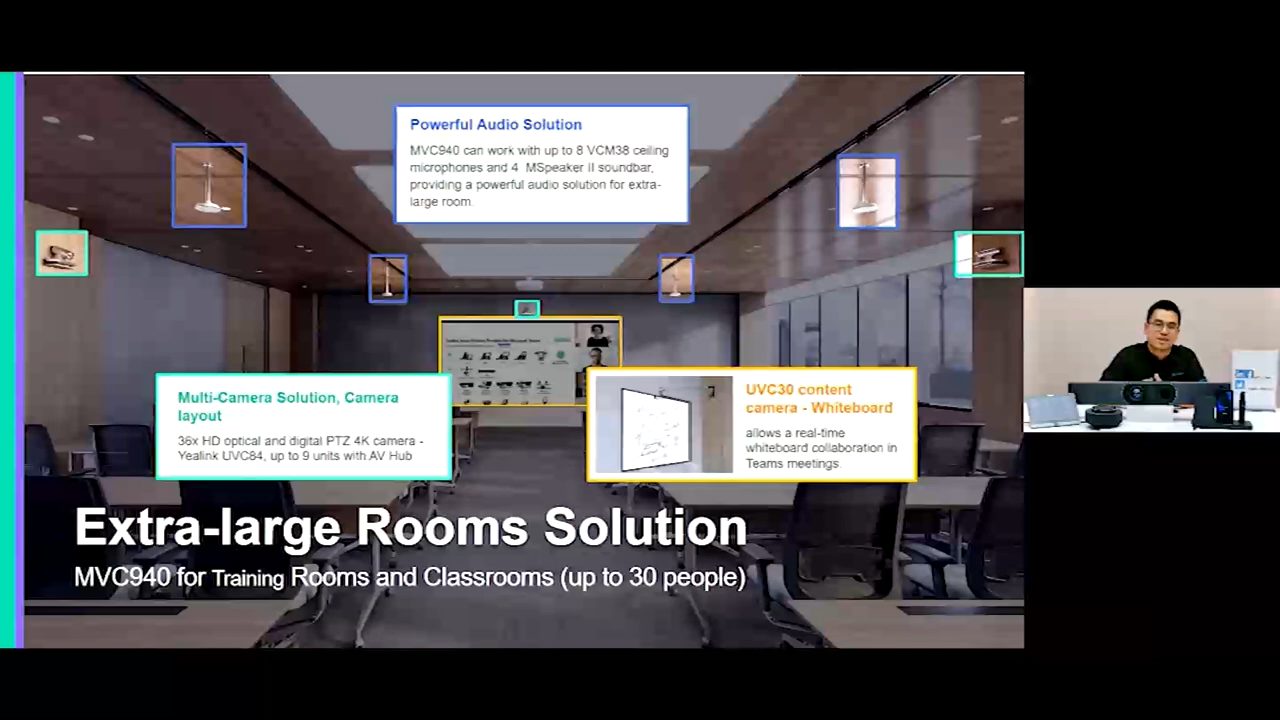 Powerful Audio Solution
MVC940 can work with up to 8 VCM38 ceiling
microphones and 4 MSpeaker II soundbar,
providing a powerful audio solution for extra-
large room.
Multi-Camera Solution, Camera
layout
36x HD optical and digital PTZ 4K camera -
Yealink UVC84, up to 9 units with AV Hub
UVC30 content
camera - Whiteboard
allows a real-time
whiteboard collaboration in
Teams meetings.
Extra-large Rooms Solution
MVC940 for Training Rooms and Classrooms (up to 30 people)